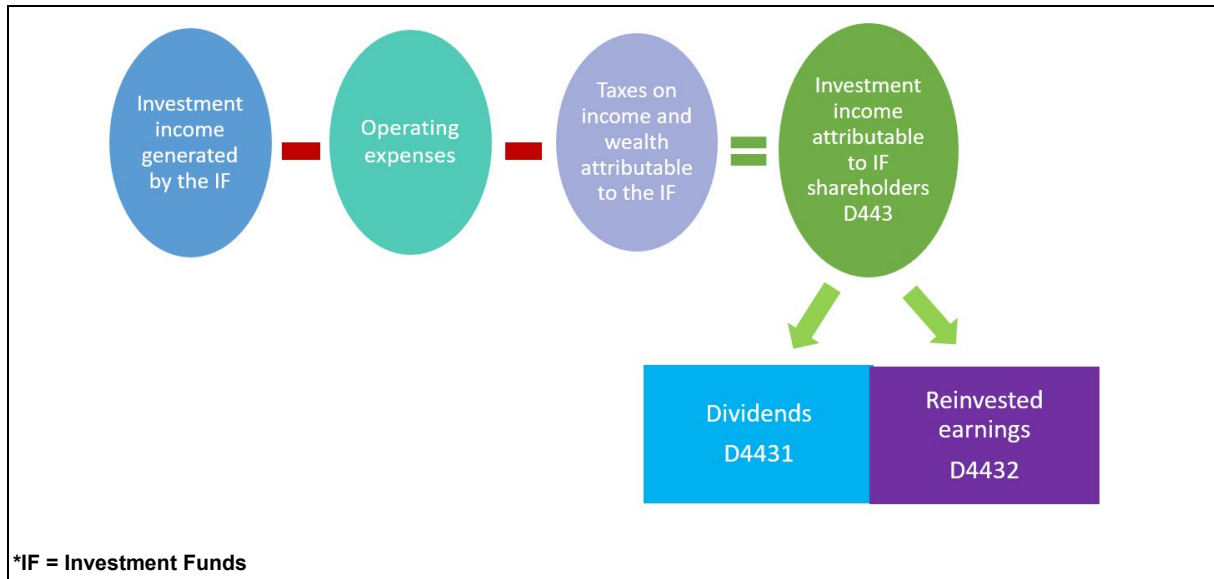 Investment
income
generated
by the IF
Operating
expenses
Taxes on
income and
wealth
attributable
to the IF
Investment
income
attributable
to IF
shareholders
D443
Dividends
D4431
Reinvested
earnings
D4432
*IF = Investment Funds